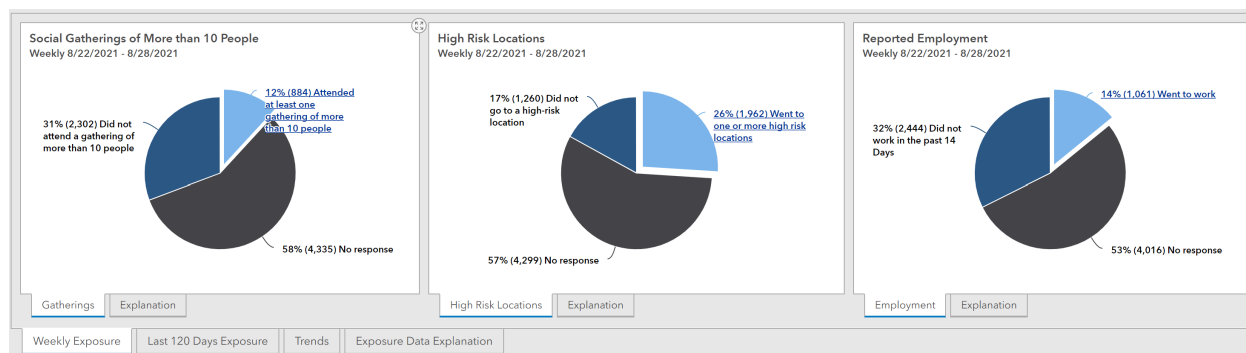 Social Gatherings of More than 10 People
Weekly 8/22/2021 - 8/28/2021
12% (884) Attended
at least one
gathering of more
than 10 people
31% (2,302) Did not
attend a gathering of
more than 10 people
58% (4,335) No response
Gatherings
Explanation
High Risk Locations
Weekly 8/22/2021 - 8/28/2021
17% (1,260) Did not
go to a high-risk
location
26% (1,962) Went to
one or more high risk
locations
57% (4,299) No response
High Risk Locations
Explanation
Reported Employment
Weekly 8/22/2021 - 8/28/2021
14% (1,061) Went to work
32% (2,444) Did not
work in the past 14
Days
53% (4,016) No response
Employment
Explanation
Weekly Exposure
Last 120 Days Exposure
Trends
Exposure Data Explanation